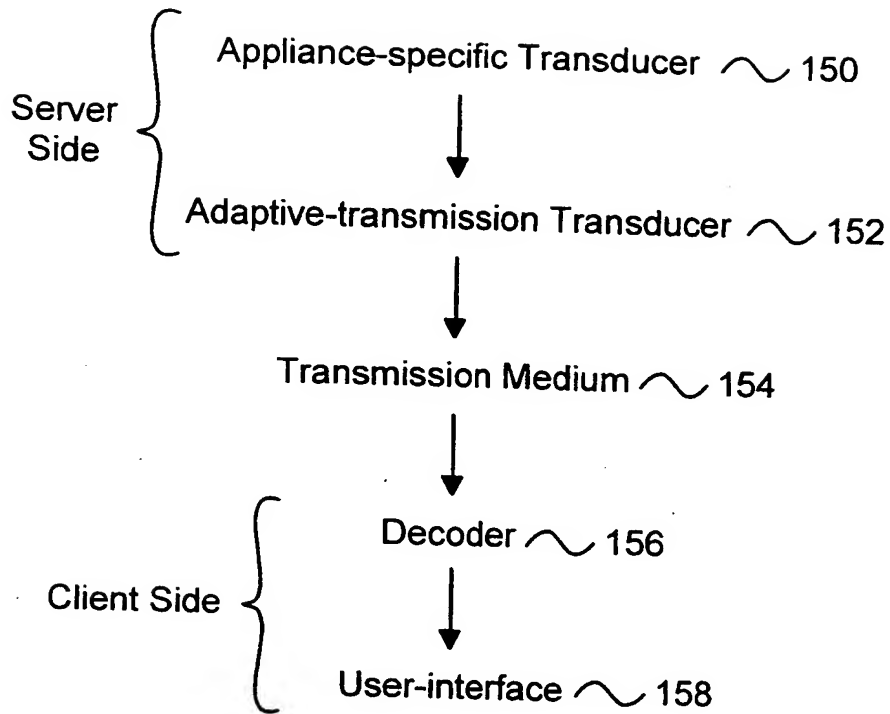 Appliance-specific Transducer 150
Server
Side
Adaptive-transmission Transducer 152
Transmission Medium 154
Decoder 156
Client Side
User-interface 158